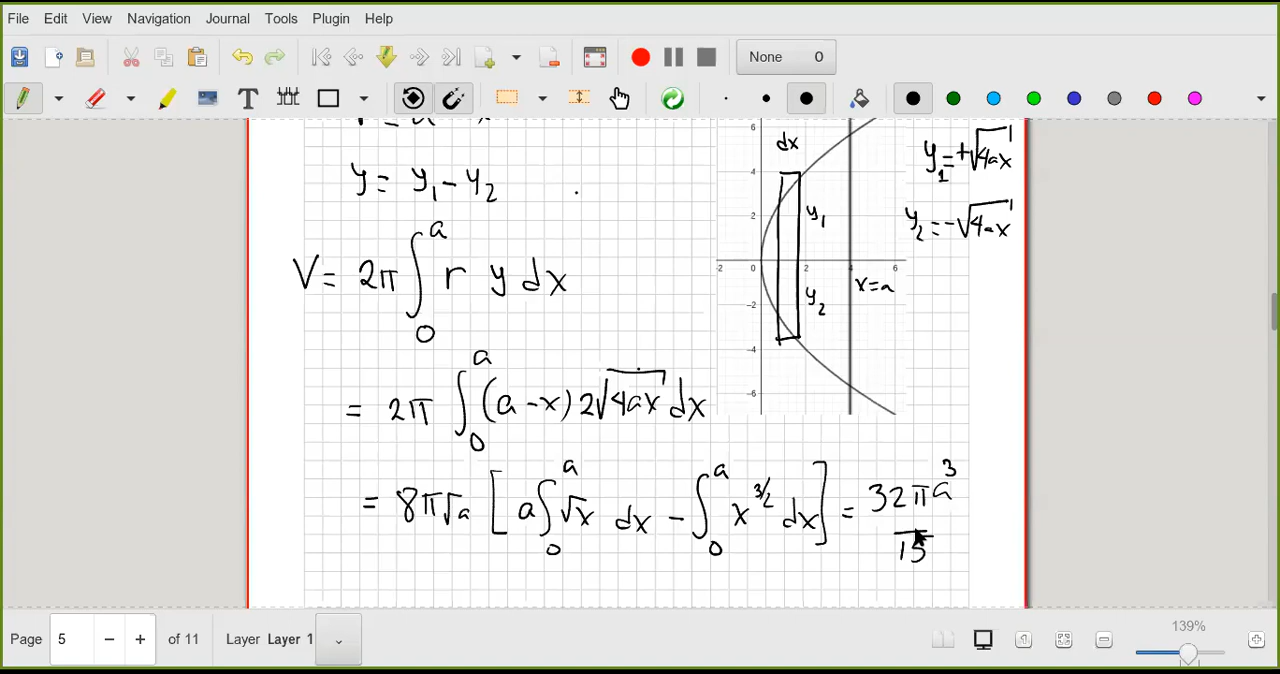 File Edit View Navigation Journal Tools Plugin Help
None 0
y = y₁ - y₂
V = 2π ∫₀ᵃ r y dx
= 2π ∫₀ᵃ (a - x) 2√4ax dx
= 8π√a [a ∫₀ᵃ √x dx - ∫₀ᵃ x^3/2 dx] = 32πa³/15
dx
y₁
y₂
x = a
6
4
2
0
-2
-4
-6
2
2
4
6
y₁ = +√4ax
y₂ = -√4ax
Page 5 - + of 11 Layer Layer 1 139%